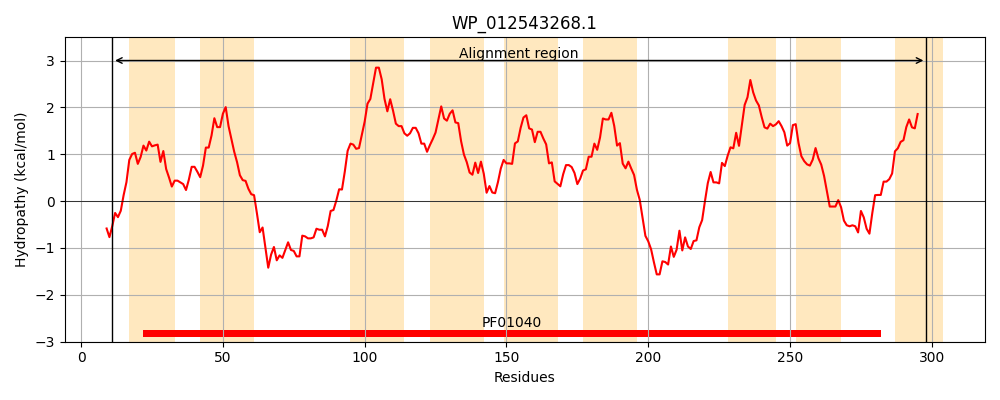 WP_012543268.1
Alignment region
3
2
1
0
−1
−2
−3
Hydropathy (kcal/mol)
PF01040
0 50 100 150 200 250 300
Residues